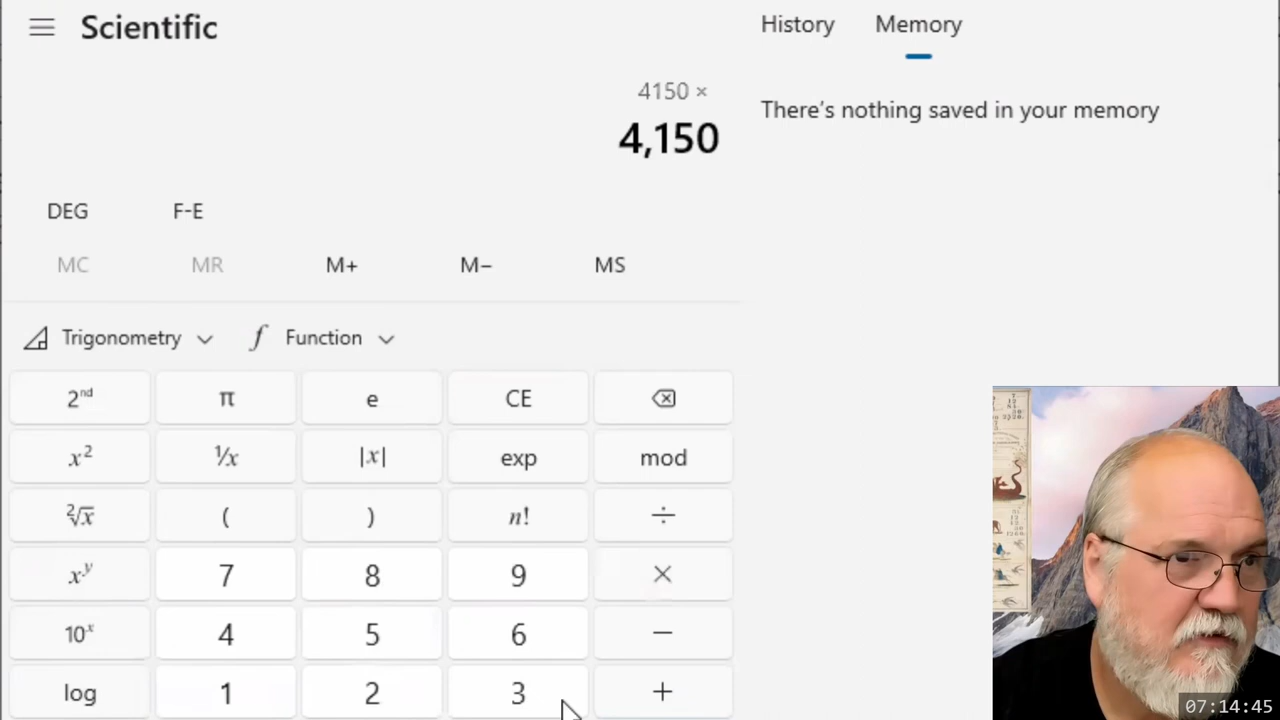 Scientific
History Memory
4150 ×
4,150
There's nothing saved in your memory
DEG F-E
MC MR M+ M− MS
Trigonometry f Function
2nd π e CE
x² ¹/x |x| exp mod
²√x ( ) n! ÷
xʸ 7 8 9 ×
10ˣ 4 5 6 −
log 1 2 3 +
07:14:45